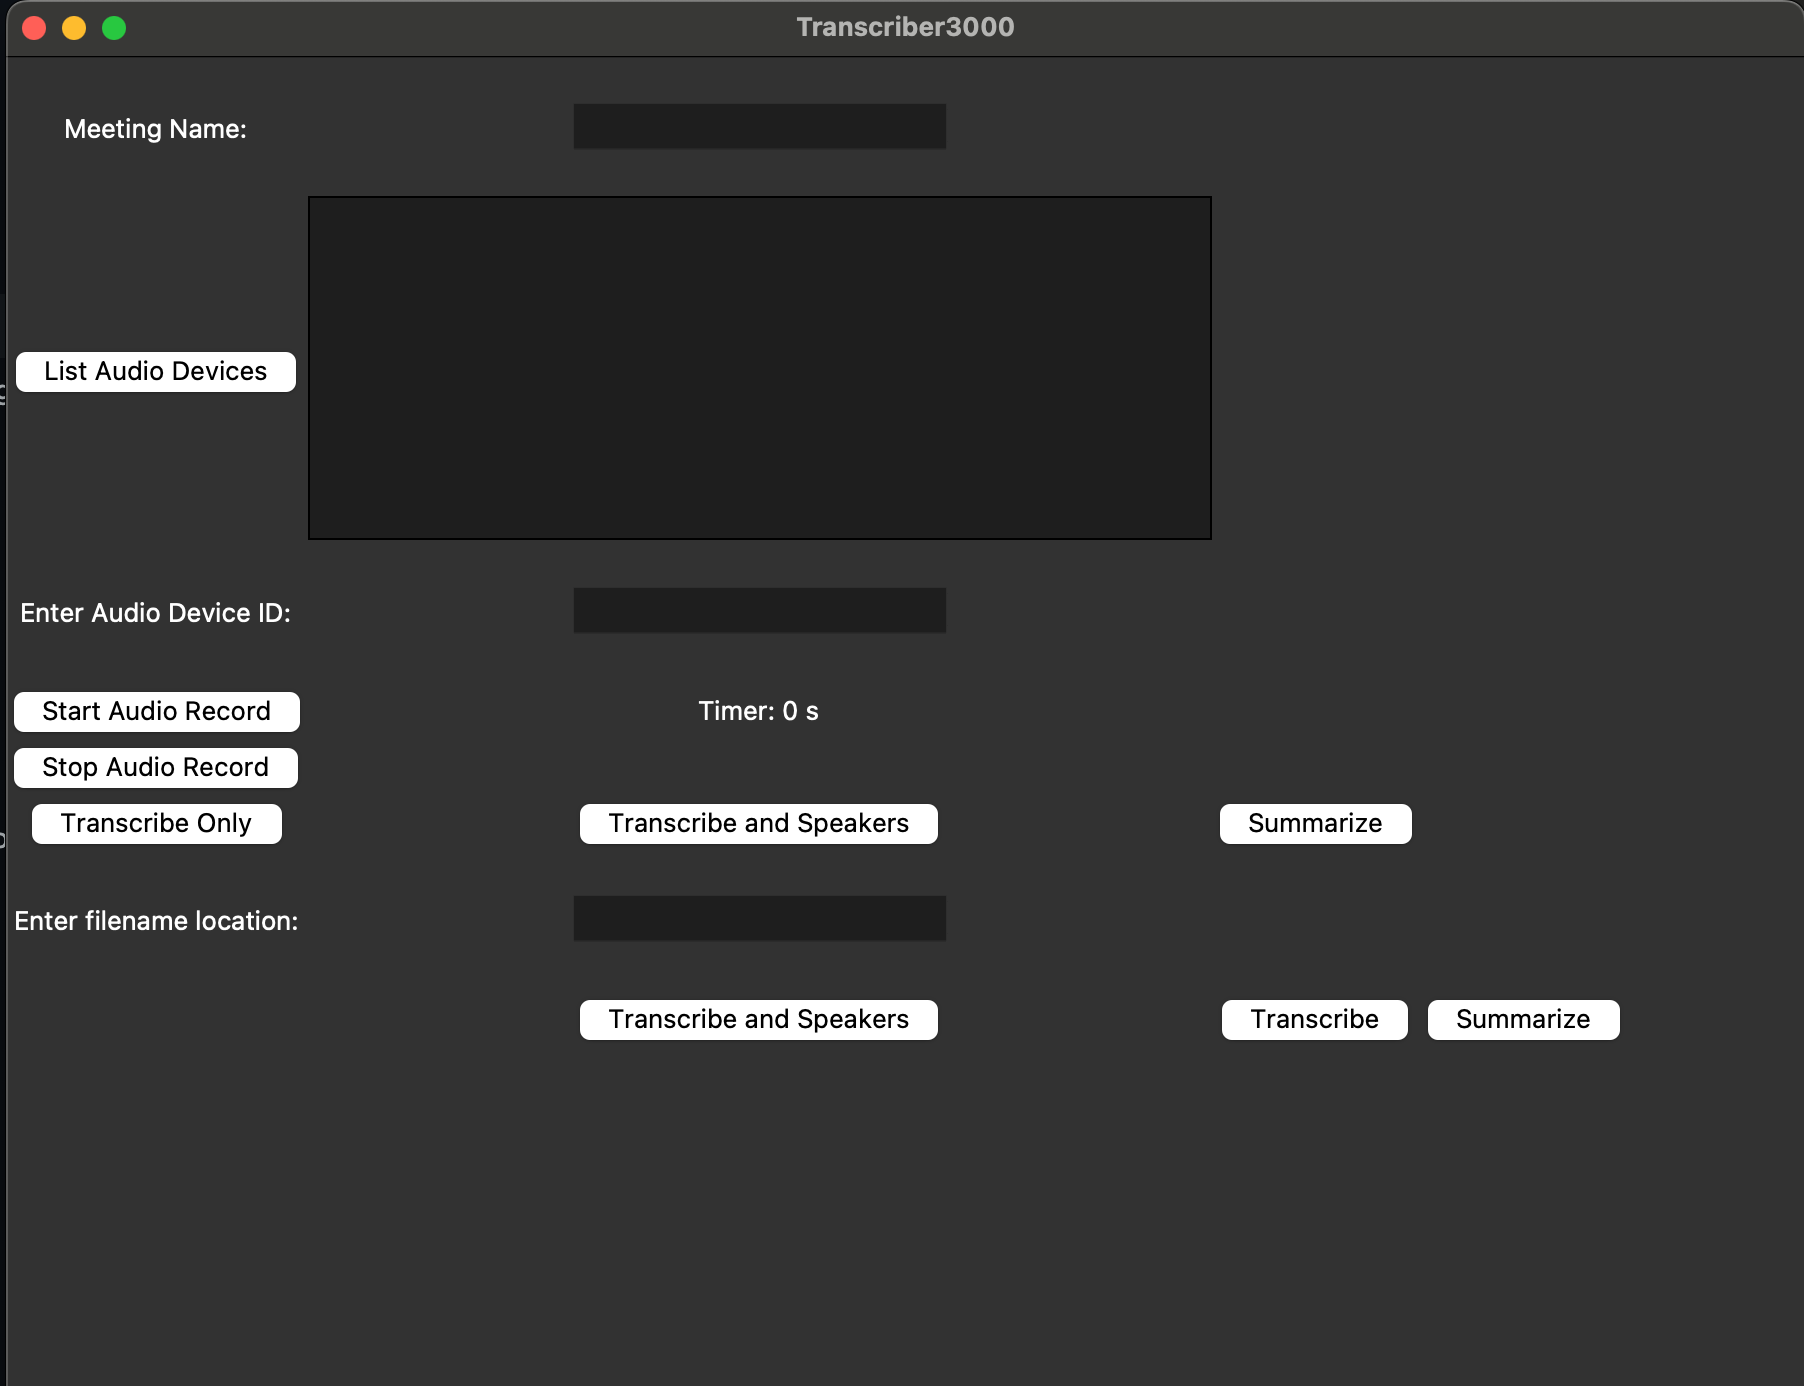 Transcriber3000
Meeting Name:
List Audio Devices
Enter Audio Device ID:
Start Audio Record
Timer: 0 s
Stop Audio Record
Transcribe Only
Transcribe and Speakers
Summarize
Enter filename location:
Transcribe and Speakers
Transcribe
Summarize